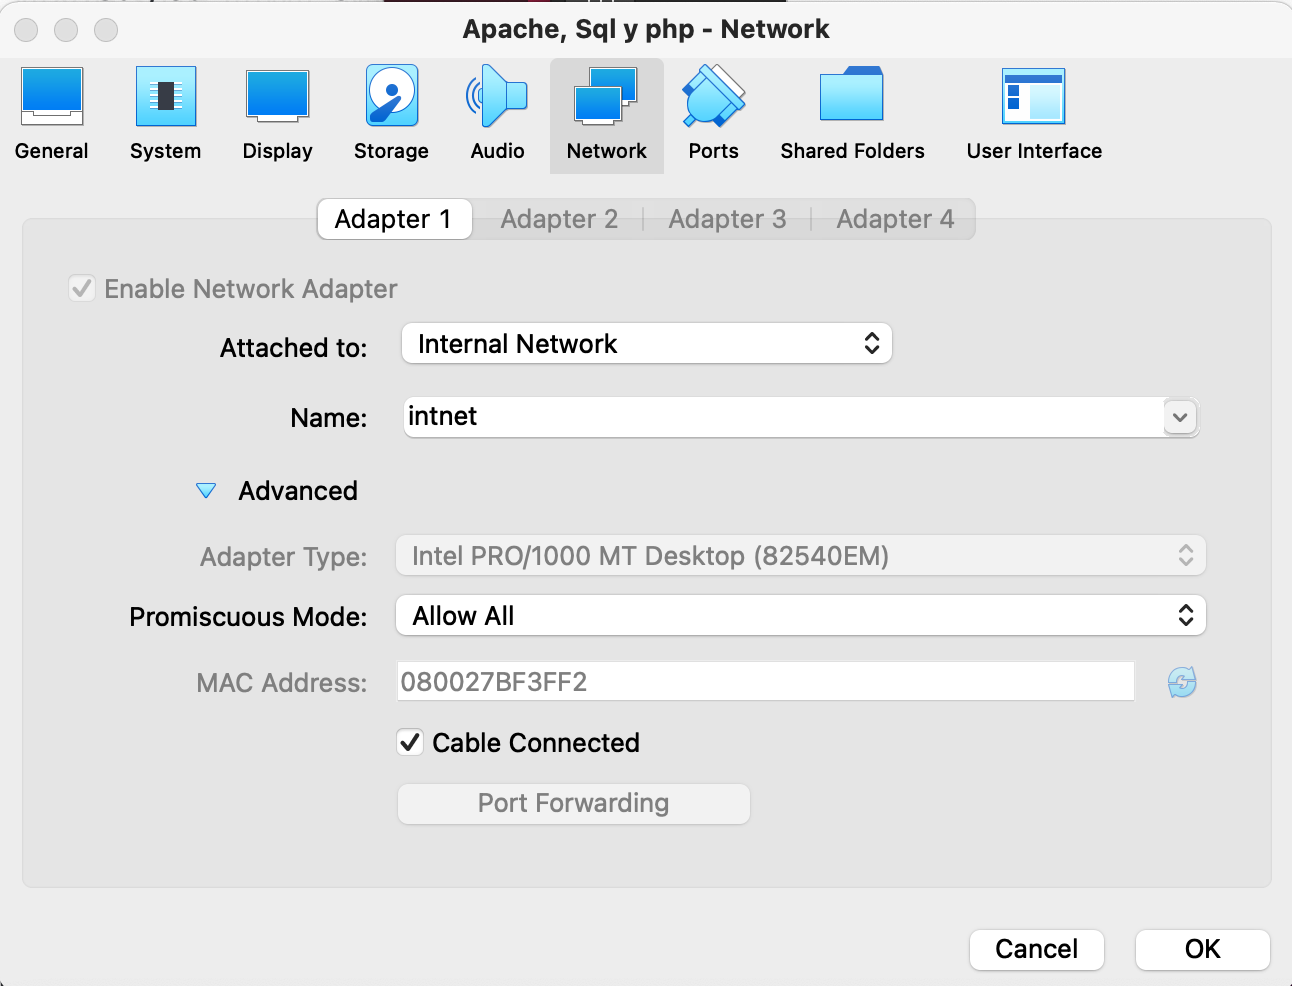 Apache, Sql y php - Network
General System Display Storage Audio Network Ports Shared Folders User Interface
Adapter 1 Adapter 2 Adapter 3 Adapter 4
Enable Network Adapter
Attached to: Internal Network
Name: intnet
Advanced
Adapter Type: Intel PRO/1000 MT Desktop (82540EM)
Promiscuous Mode: Allow All
MAC Address: 080027BF3FF2
Cable Connected
Port Forwarding
Cancel OK